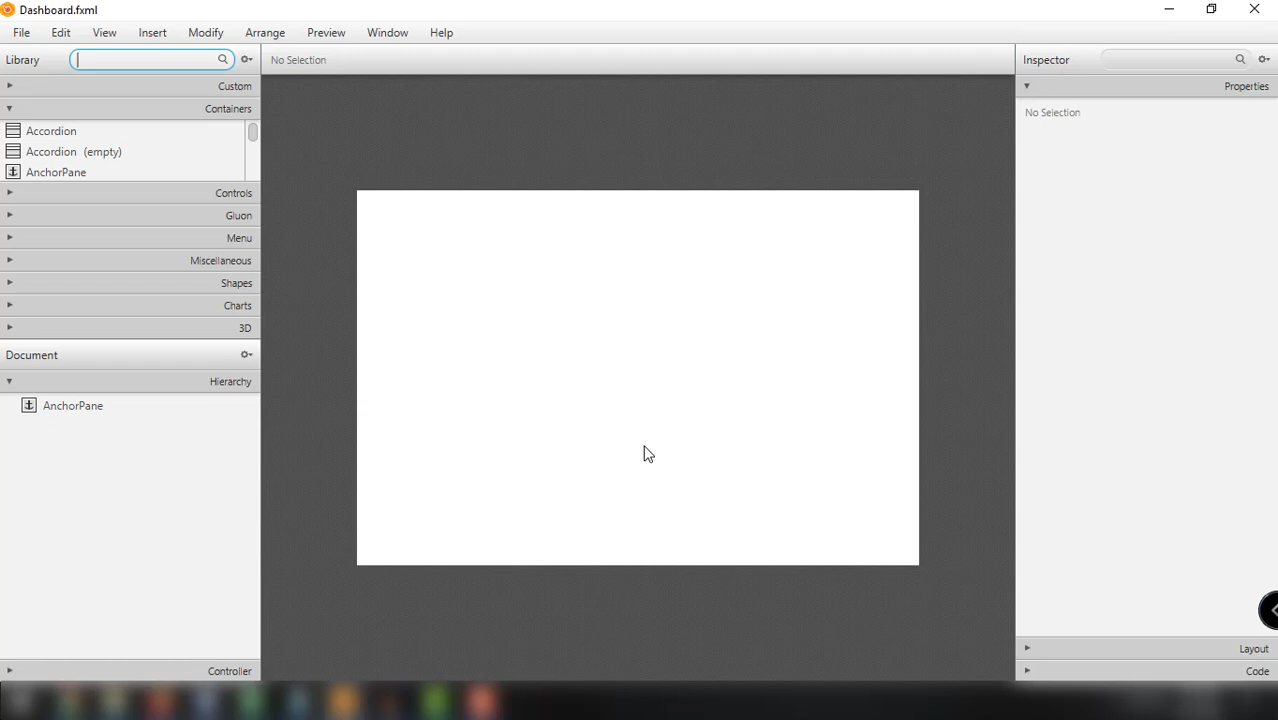 Dashboard.fxml
File Edit View Insert Modify Arrange Preview Window Help
Library
No Selection
Inspector
Custom
Containers
Accordion
Accordion (empty)
AnchorPane
Controls
Gluon
Menu
Miscellaneous
Shapes
Charts
3D
Document
Hierarchy
AnchorPane
Controller
Properties
No Selection
Layout
Code